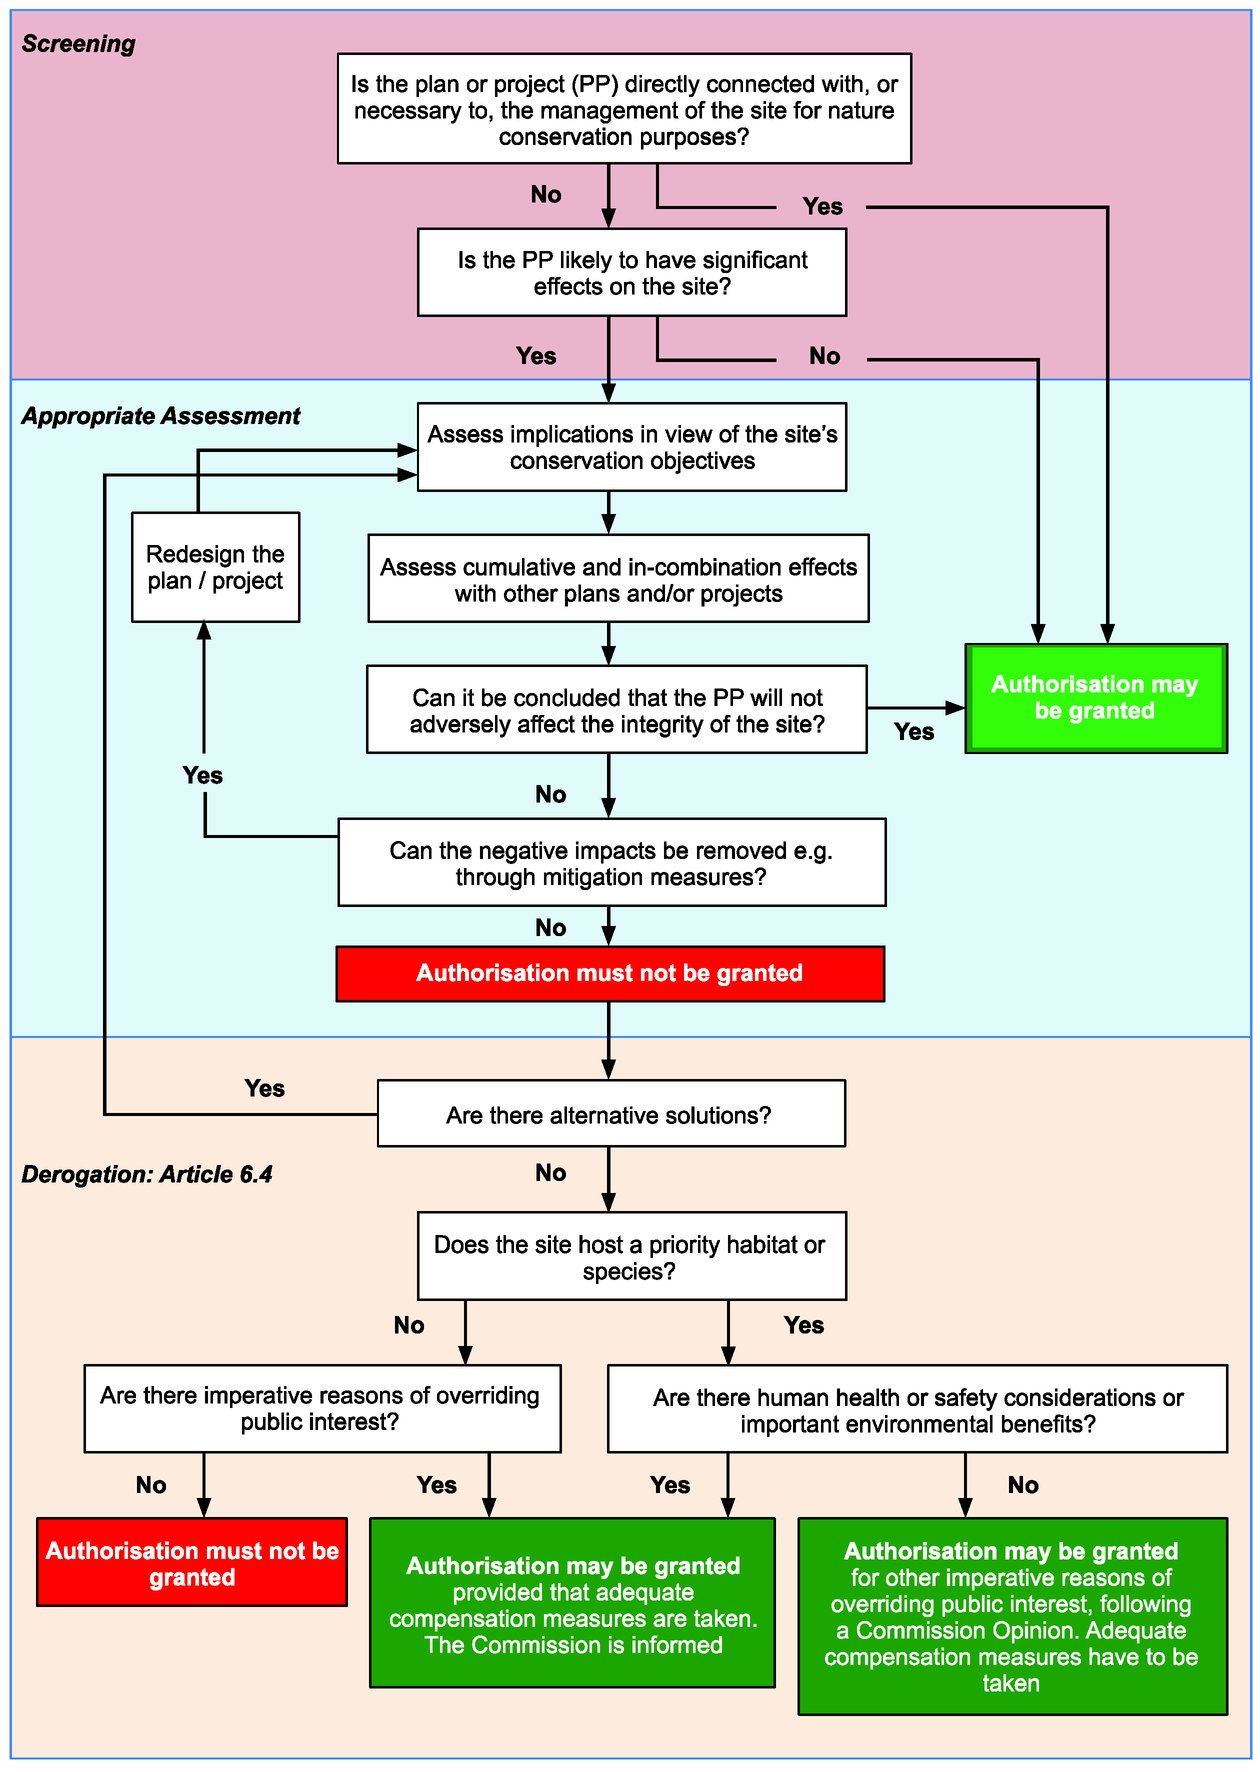 Screening
Is the plan or project (PP) directly connected with, or
necessary to, the management of the site for nature
conservation purposes?
No
Yes
Is the PP likely to have significant
effects on the site?
Yes
No
Appropriate Assessment
Assess implications in view of the site's
conservation objectives
Redesign the
plan / project
Assess cumulative and in-combination effects
with other plans and/or projects
Can it be concluded that the PP will not
adversely affect the integrity of the site?
Yes
Authorisation may
be granted
Yes
No
Can the negative impacts be removed e.g.
through mitigation measures?
No
Authorisation must not be granted
Yes
Are there alternative solutions?
Derogation: Article 6.4
No
Does the site host a priority habitat or
species?
No
Yes
Are there imperative reasons of overriding
public interest?
Are there human health or safety considerations or
important environmental benefits?
No
Yes
Yes
No
Authorisation must not be
granted
Authorisation may be granted
provided that adequate
compensation measures are taken.
The Commission is informed
Authorisation may be granted
for other imperative reasons of
overriding public interest, following
a Commission Opinion. Adequate
compensation measures have to be
taken